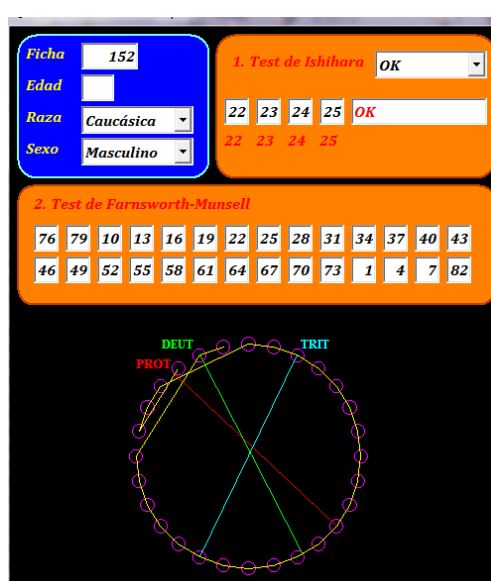 Ficha 152
Edad
Raza Caucásica
Sexo Masculino
1. Test de Ishihara OK
22 23 24 25 OK
22 23 24 25
2. Test de Farnsworth-Munsell
76 79 10 13 16 19 22 25 28 31 34 37 40 43
46 49 52 55 58 61 64 67 70 73 1 4 7 82
DEUT TRIT
PROT